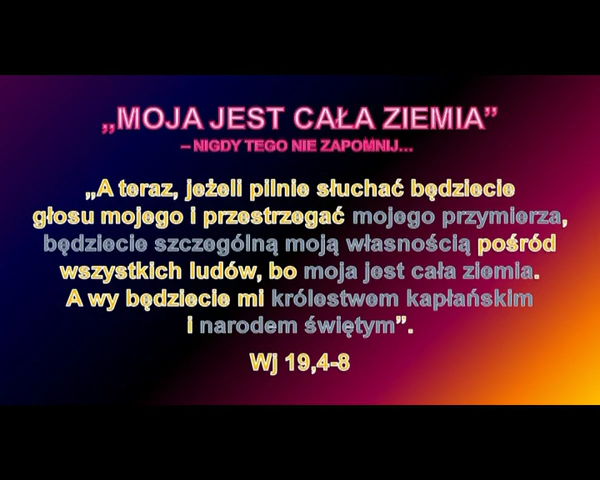 „MOJA JEST CAŁA ZIEMIA”
– NIGDY TEGO NIE ZAPOMNIJ...
„A teraz, jeżeli pilnie słuchać będziecie
głosu mojego i przestrzegać mojego przymierza,
będziecie szczególną moją własnością pośród
wszystkich ludów, bo moja jest cała ziemia.
A wy będziecie mi królestwem kapłańskim
i narodem świętym”.
Wj 19,4-8